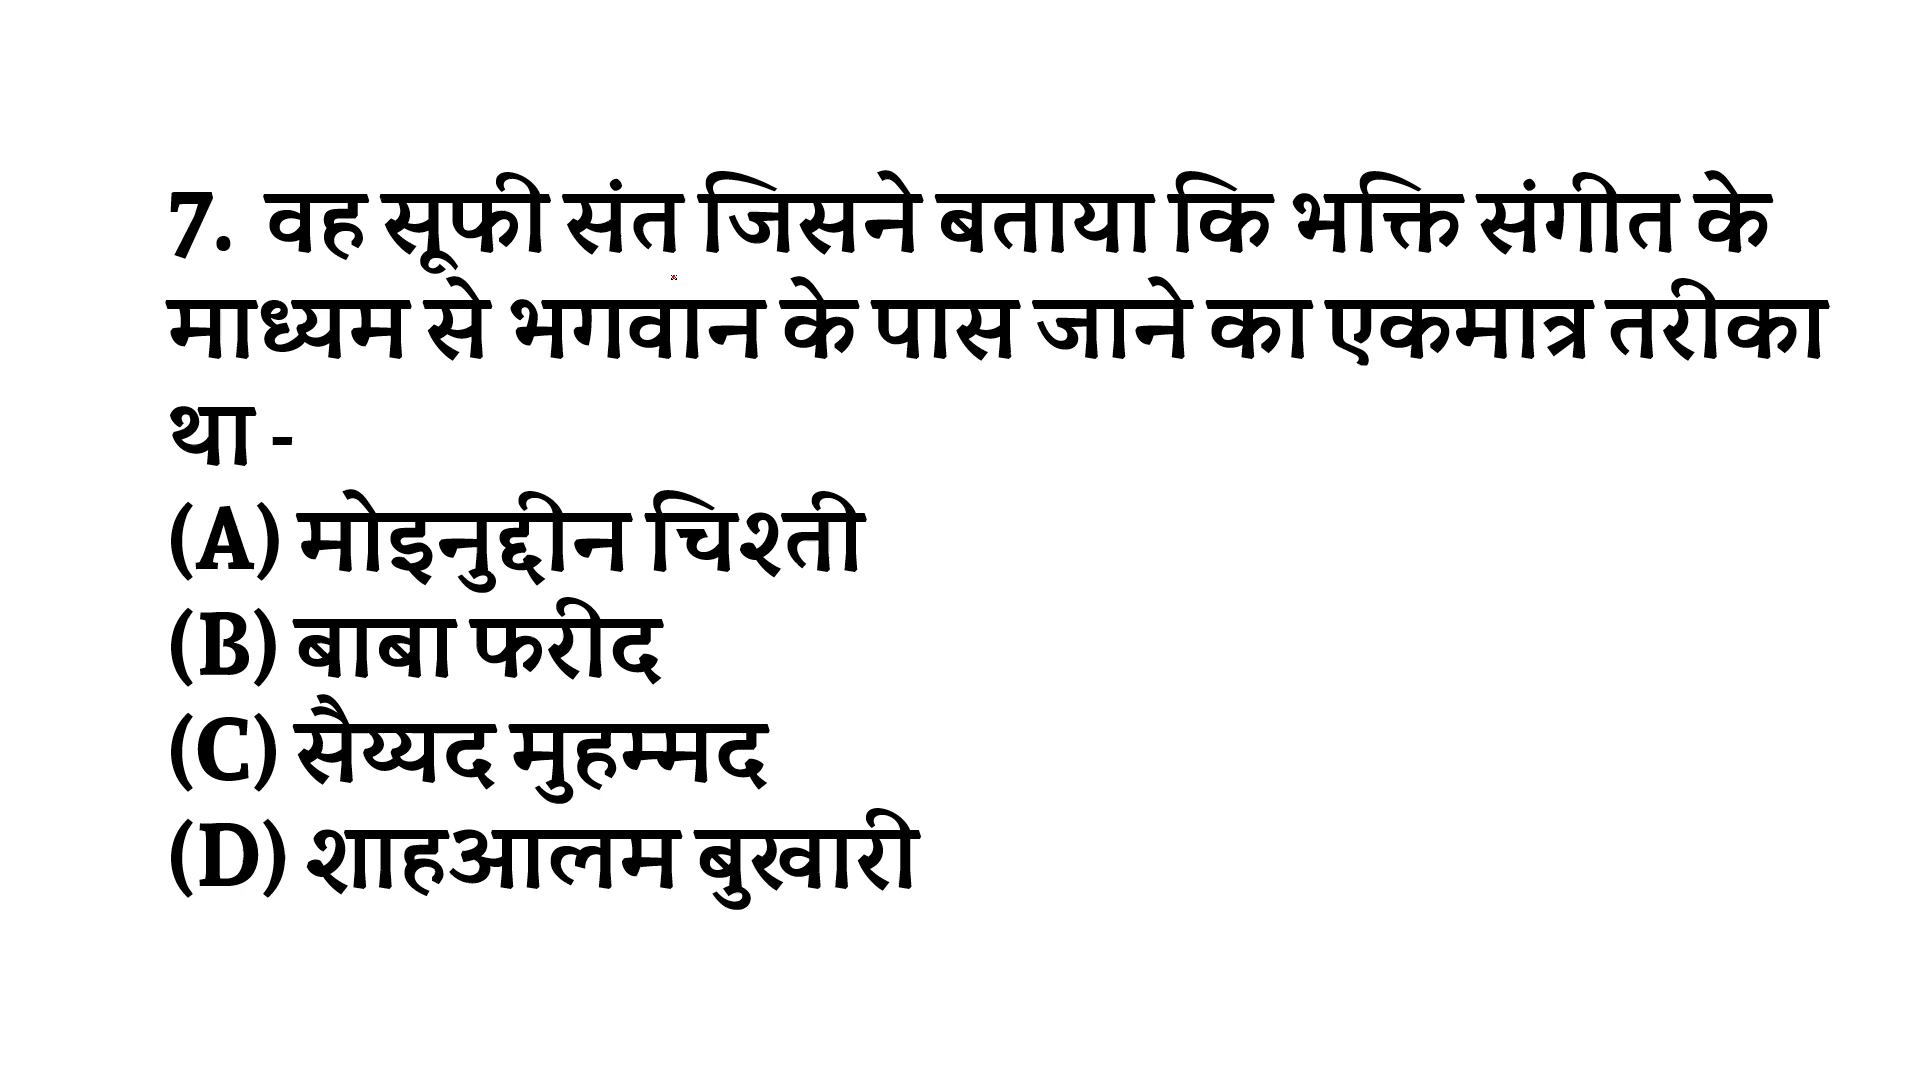 7. वह सूफी संत जिसने बताया कि भक्ति संगीत के
माध्यम से भगवान के पास जाने का एकमात्र तरीका
था -
(A) मोइनुद्दीन चिश्ती
(B) बाबा फरीद
(C) सैय्यद मुहम्मद
(D) शाहआलम बुखारी